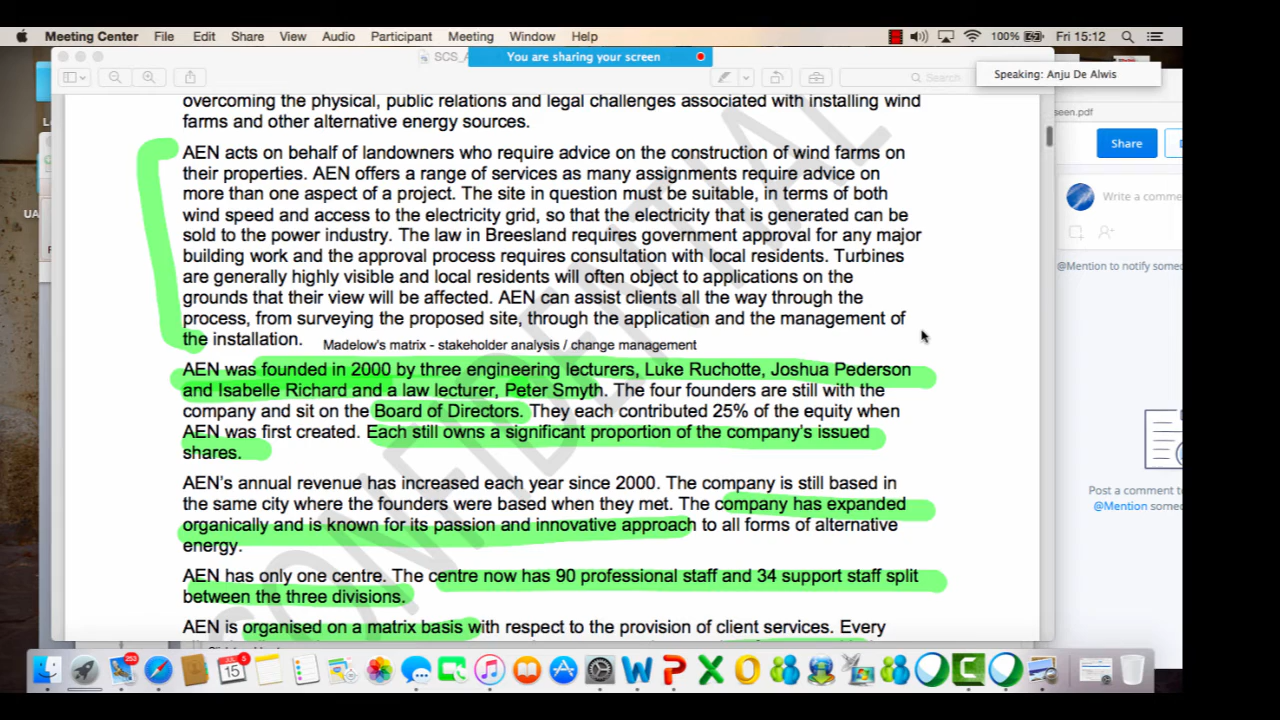 Meeting Center File Edit Share View Audio Participant Meeting Window Help 100% Fri 15:12
SCS_A
You are sharing your screen
Search
Speaking: Anju De Alwis
overcoming the physical, public relations and legal challenges associated with installing wind
farms and other alternative energy sources.
AEN acts on behalf of landowners who require advice on the construction of wind farms on
their properties. AEN offers a range of services as many assignments require advice on
more than one aspect of a project. The site in question must be suitable, in terms of both
wind speed and access to the electricity grid, so that the electricity that is generated can be
sold to the power industry. The law in Breesland requires government approval for any major
building work and the approval process requires consultation with local residents. Turbines
are generally highly visible and local residents will often object to applications on the
grounds that their view will be affected. AEN can assist clients all the way through the
process, from surveying the proposed site, through the application and the management of
the installation.
Madelow's matrix - stakeholder analysis / change management
AEN was founded in 2000 by three engineering lecturers, Luke Ruchotte, Joshua Pederson
and Isabelle Richard and a law lecturer, Peter Smyth. The four founders are still with the
company and sit on the Board of Directors. They each contributed 25% of the equity when
AEN was first created. Each still owns a significant proportion of the company's issued
shares.
AEN's annual revenue has increased each year since 2000. The company is still based in
the same city where the founders were based when they met. The company has expanded
organically and is known for its passion and innovative approach to all forms of alternative
energy.
AEN has only one centre. The centre now has 90 professional staff and 34 support staff split
between the three divisions.
AEN is organised on a matrix basis with respect to the provision of client services. Every
CONFIDENTIAL
seen.pdf
Share
Write a comme
@Mention to notify someo
Post a comment to
@Mention someo
UA
253
JUL
15
5